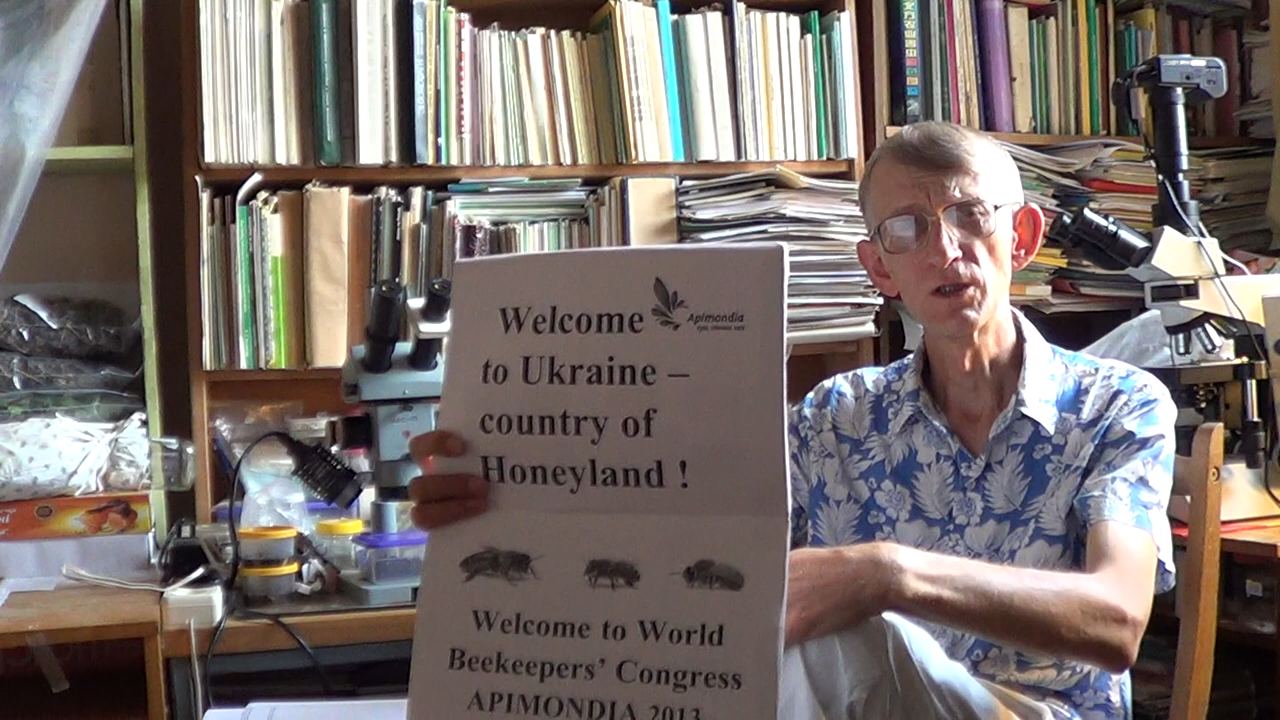 Welcome
Apimondia
to Ukraine –
country of
Honeyland !
Welcome to World
Beekeepers' Congress
APIMONDIA 2013